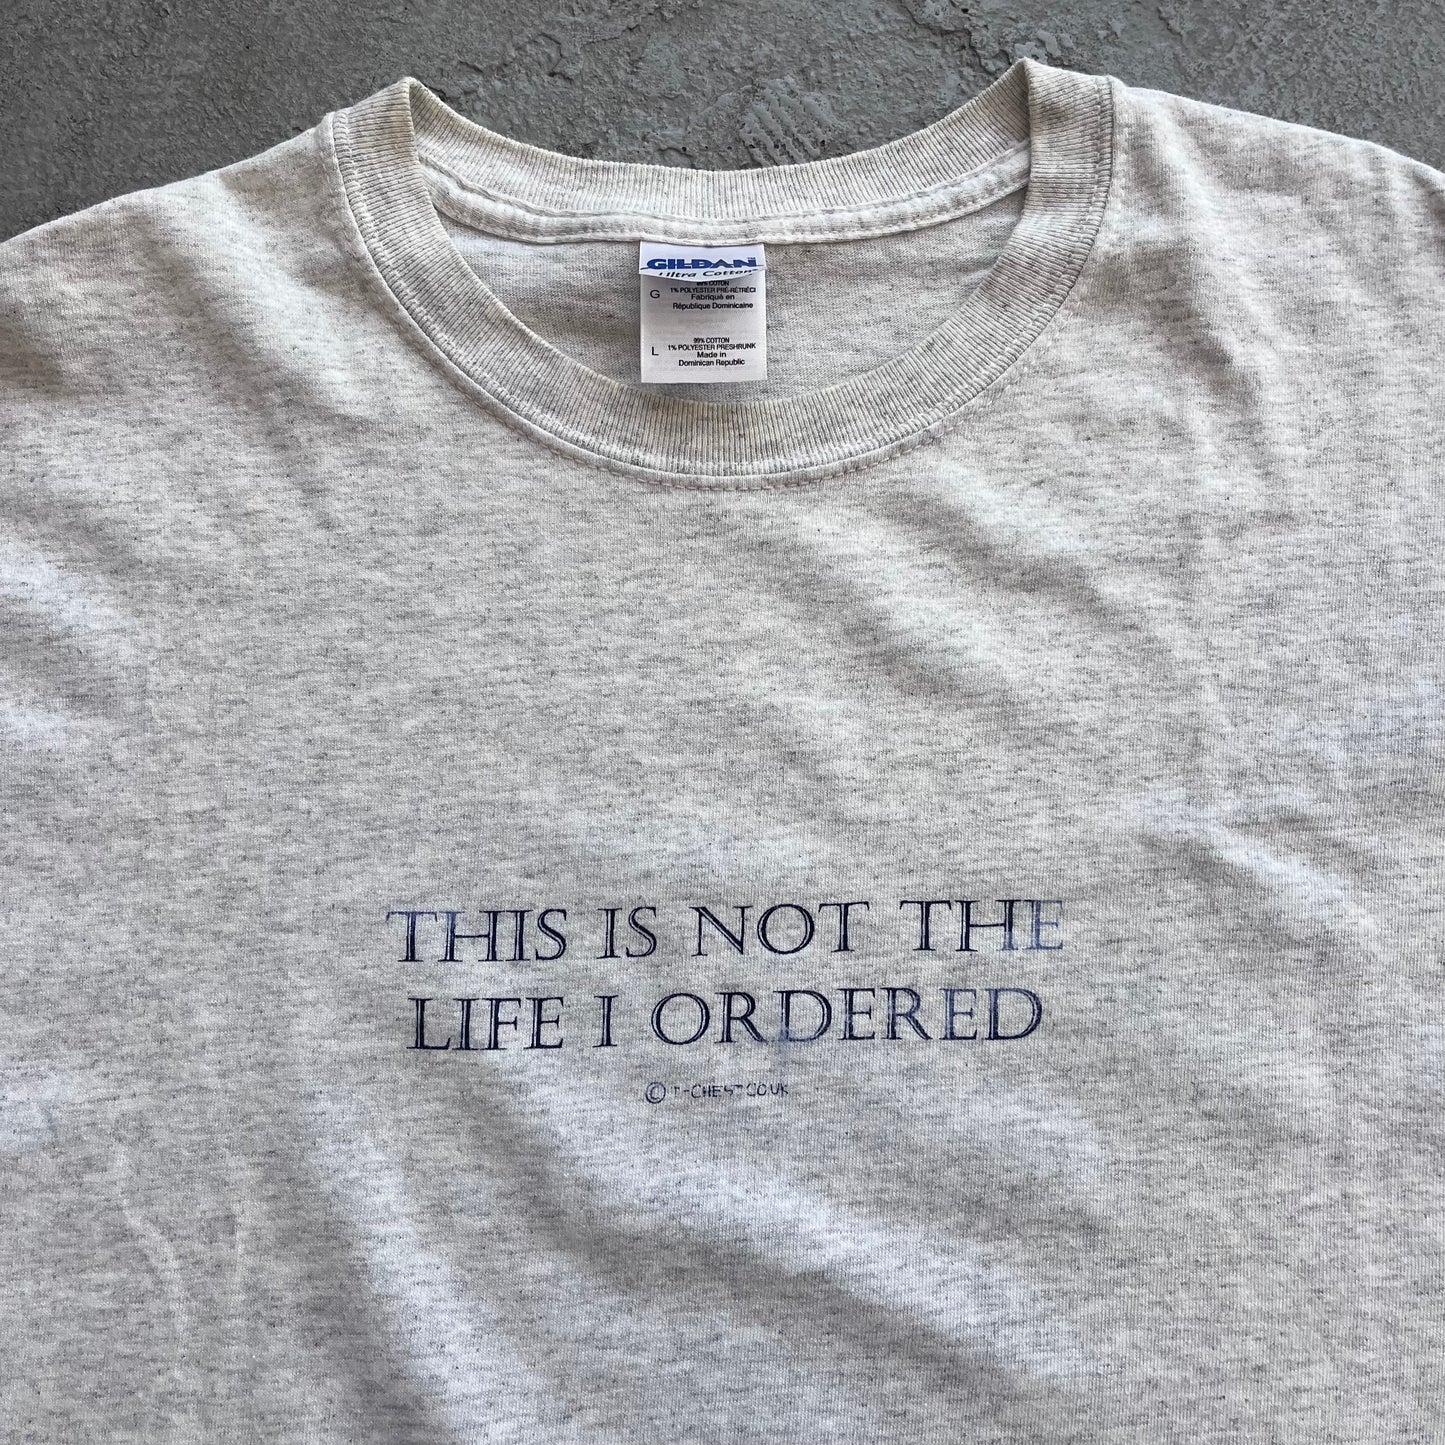 GILDAN
Ultra Cotton
99% COTON
G 1% POLYESTER PRÉ-RÉTRÉCI
Fabriqué en
République Dominicaine
99% COTTON
L 1% POLYESTER PRESHRUNK
Made in
Dominican Republic
THIS IS NOT THE
LIFE I ORDERED
© T-CHEST.CO.UK